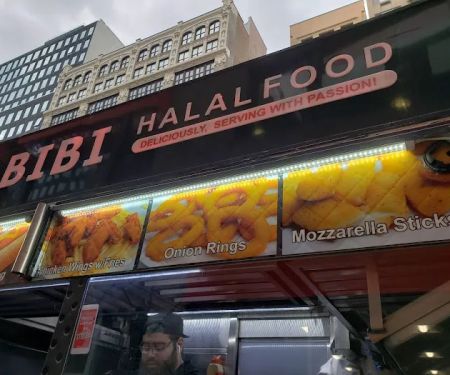 BIBI
HALAL FOOD
DELICIOUSLY, SERVING WITH PASSION!
Chicken Wings w/Fries
Onion Rings
Mozzarella Sticks